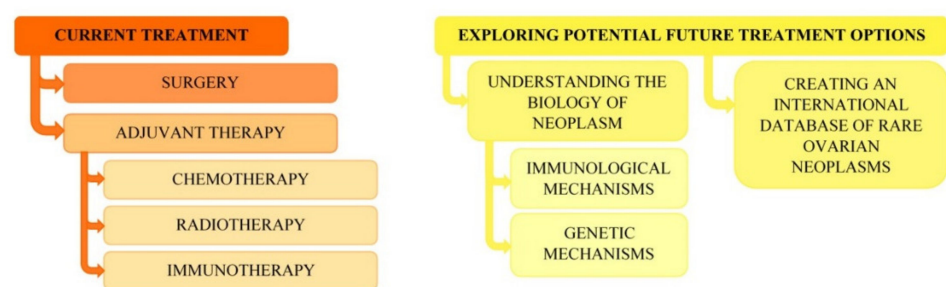 CURRENT TREATMENT
SURGERY
ADJUVANT THERAPY
CHEMOTHERAPY
RADIOTHERAPY
IMMUNOTHERAPY
EXPLORING POTENTIAL FUTURE TREATMENT OPTIONS
UNDERSTANDING THE
BIOLOGY OF
NEOPLASM
IMMUNOLOGICAL
MECHANISMS
GENETIC
MECHANISMS
CREATING AN
INTERNATIONAL
DATABASE OF RARE
OVARIAN
NEOPLASMS